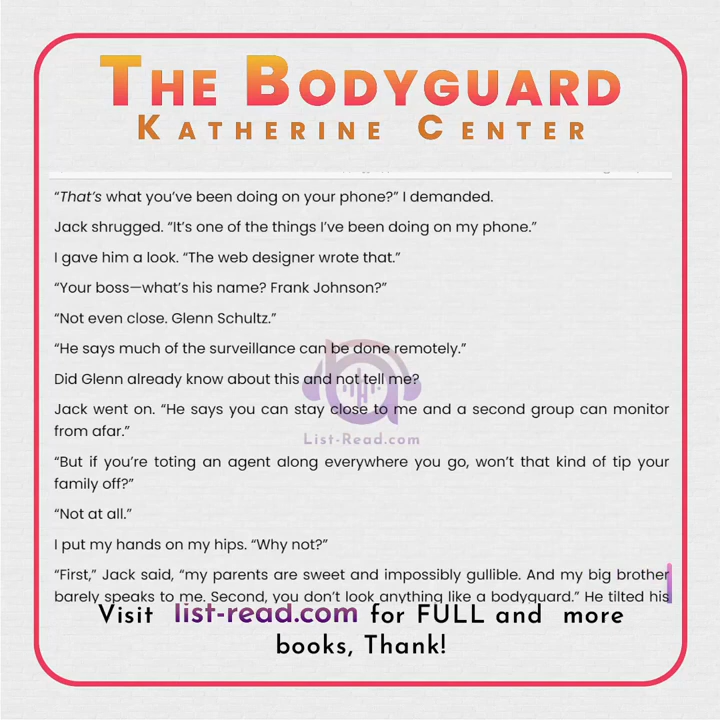 THE BODYGUARD
KATHERINE CENTER
“That’s what you’ve been doing on your phone?” I demanded.
Jack shrugged. “It’s one of the things I’ve been doing on my phone.”
I gave him a look. “The web designer wrote that.”
“Your boss—what’s his name? Frank Johnson?”
“Not even close. Glenn Schultz.”
“He says much of the surveillance can be done remotely.”
Did Glenn already know about this and not tell me?
Jack went on. “He says you can stay close to me and a second group can monitor
from afar.”
List-Read.com
“But if you’re toting an agent along everywhere you go, won’t that kind of tip your
family off?”
“Not at all.”
I put my hands on my hips. “Why not?”
“First,” Jack said, “my parents are sweet and impossibly gullible. And my big brother
barely speaks to me. Second, you don’t look anything like a bodyguard.” He tilted his
Visit list-read.com for FULL and more
books, Thank!